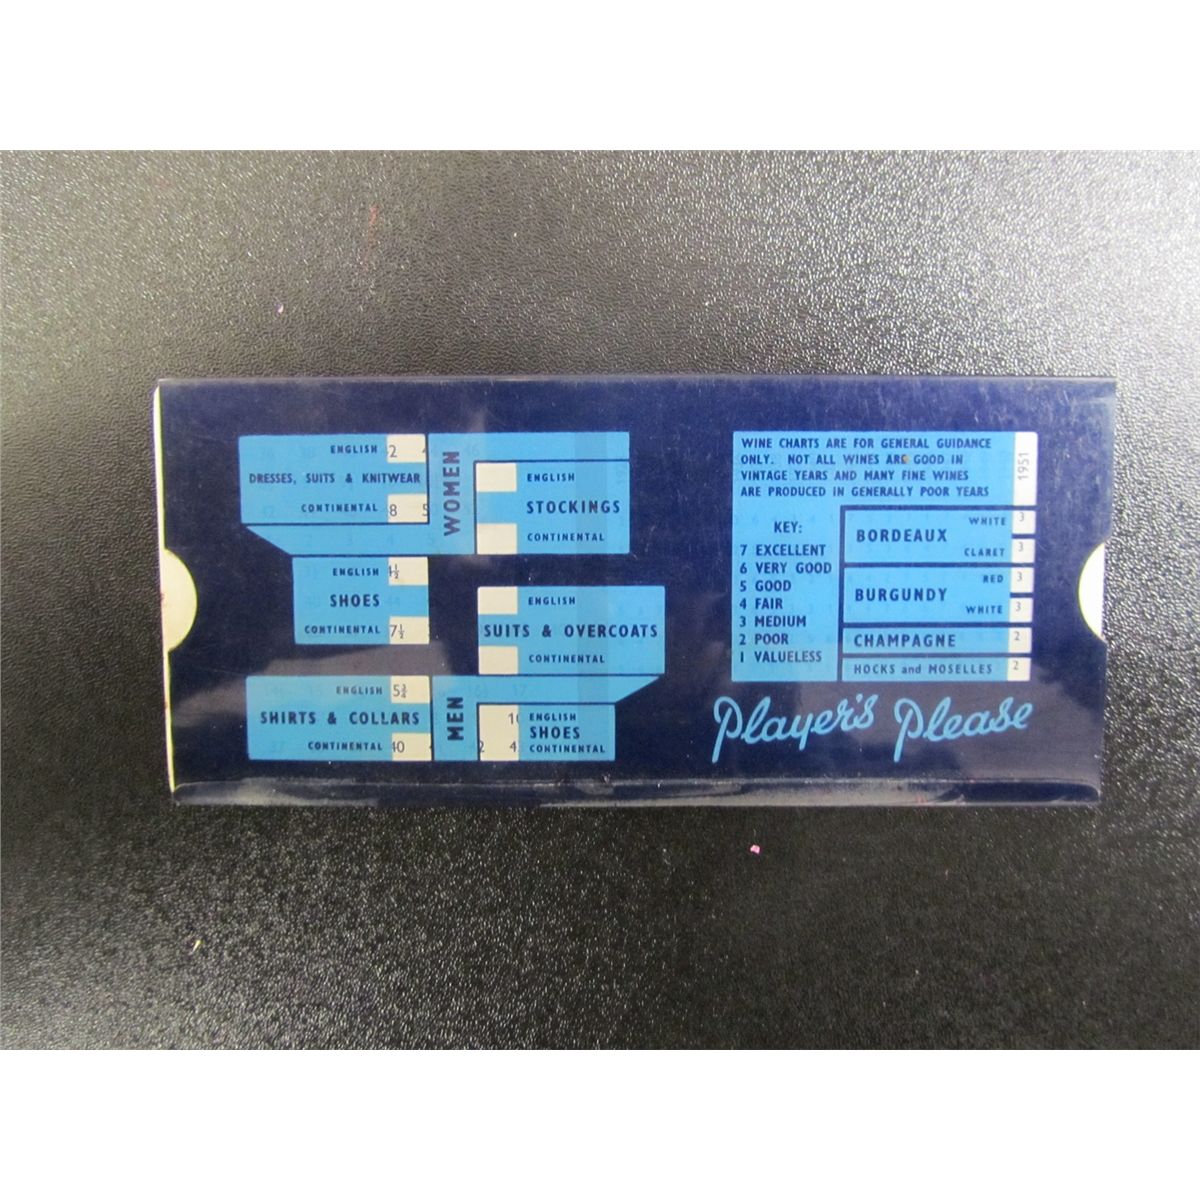 ENGLISH 2
DRESSES, SUITS & KNITWEAR
CONTINENTAL 8 5
WOMEN
ENGLISH
STOCKINGS
CONTINENTAL
ENGLISH 4½
SHOES
CONTINENTAL 7½
ENGLISH
SUITS & OVERCOATS
CONTINENTAL
ENGLISH 5¾
SHIRTS & COLLARS
CONTINENTAL 40
MEN
10 ENGLISH
SHOES
2 4 CONTINENTAL
WINE CHARTS ARE FOR GENERAL GUIDANCE
ONLY. NOT ALL WINES ARE GOOD IN
VINTAGE YEARS AND MANY FINE WINES
ARE PRODUCED IN GENERALLY POOR YEARS
1951
KEY:
7 EXCELLENT
6 VERY GOOD
5 GOOD
4 FAIR
3 MEDIUM
2 POOR
1 VALUELESS
WHITE 3
BORDEAUX
CLARET 3
RED 3
BURGUNDY
WHITE 3
CHAMPAGNE 2
HOCKS and MOSELLES 2
Player's Please